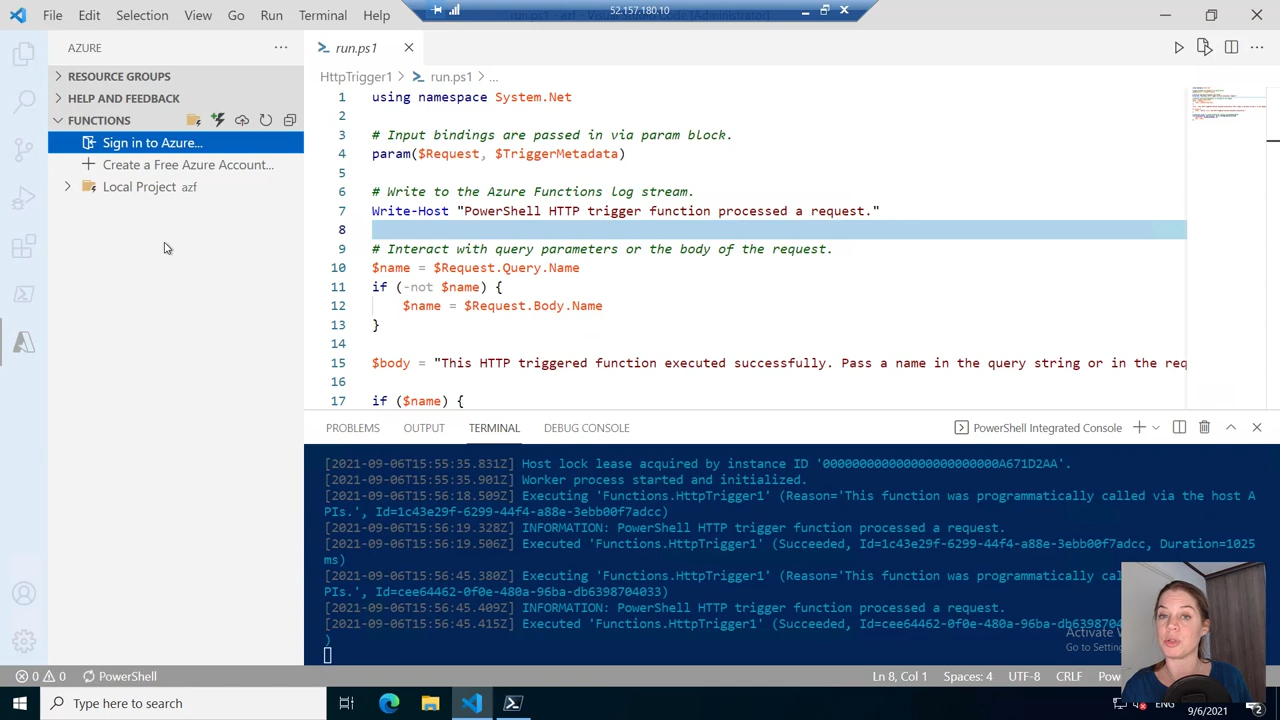 52.157.180.10
File Edit Selection View Go Run Terminal Help
AZURE
RESOURCE GROUPS
HELP AND FEEDBACK
FUNCTIONS
Sign in to Azure...
Create a Free Azure Account...
Local Project azf
run.ps1
HttpTrigger1 > run.ps1 > ...
1 using namespace System.Net
2
3 # Input bindings are passed in via param block.
4 param($Request, $TriggerMetadata)
5
6 # Write to the Azure Functions log stream.
7 Write-Host "PowerShell HTTP trigger function processed a request."
8
9 # Interact with query parameters or the body of the request.
10 $name = $Request.Query.Name
11 if (-not $name) {
12 $name = $Request.Body.Name
13 }
14
15 $body = "This HTTP triggered function executed successfully. Pass a name in the query string or in the req
16
17 if ($name) {
PROBLEMS OUTPUT TERMINAL DEBUG CONSOLE
PowerShell Integrated Console
[2021-09-06T15:55:35.831Z] Host lock lease acquired by instance ID '000000000000000000000000A671D2AA'.
[2021-09-06T15:55:35.901Z] Worker process started and initialized.
[2021-09-06T15:56:18.509Z] Executing 'Functions.HttpTrigger1' (Reason='This function was programmatically called via the host A
PIs.', Id=1c43e29f-6299-44f4-a88e-3ebb00f7adcc)
[2021-09-06T15:56:19.328Z] INFORMATION: PowerShell HTTP trigger function processed a request.
[2021-09-06T15:56:19.506Z] Executed 'Functions.HttpTrigger1' (Succeeded, Id=1c43e29f-6299-44f4-a88e-3ebb00f7adcc, Duration=1025
ms)
[2021-09-06T15:56:45.380Z] Executing 'Functions.HttpTrigger1' (Reason='This function was programmatically
PIs.', Id=cee64462-0f0e-480a-96ba-db6398704033)
[2021-09-06T15:56:45.409Z] INFORMATION: PowerShell HTTP trigger function processed a request.
[2021-09-06T15:56:45.415Z] Executed 'Functions.HttpTrigger1' (Succeeded, Id=cee64462-0f0e-480a-96ba-db63987
)
Activate
Go to Setting
0 0 PowerShell
Ln 8, Col 1 Spaces: 4 UTF-8 CRLF
Type here to search
ENG
9/6/2021
2